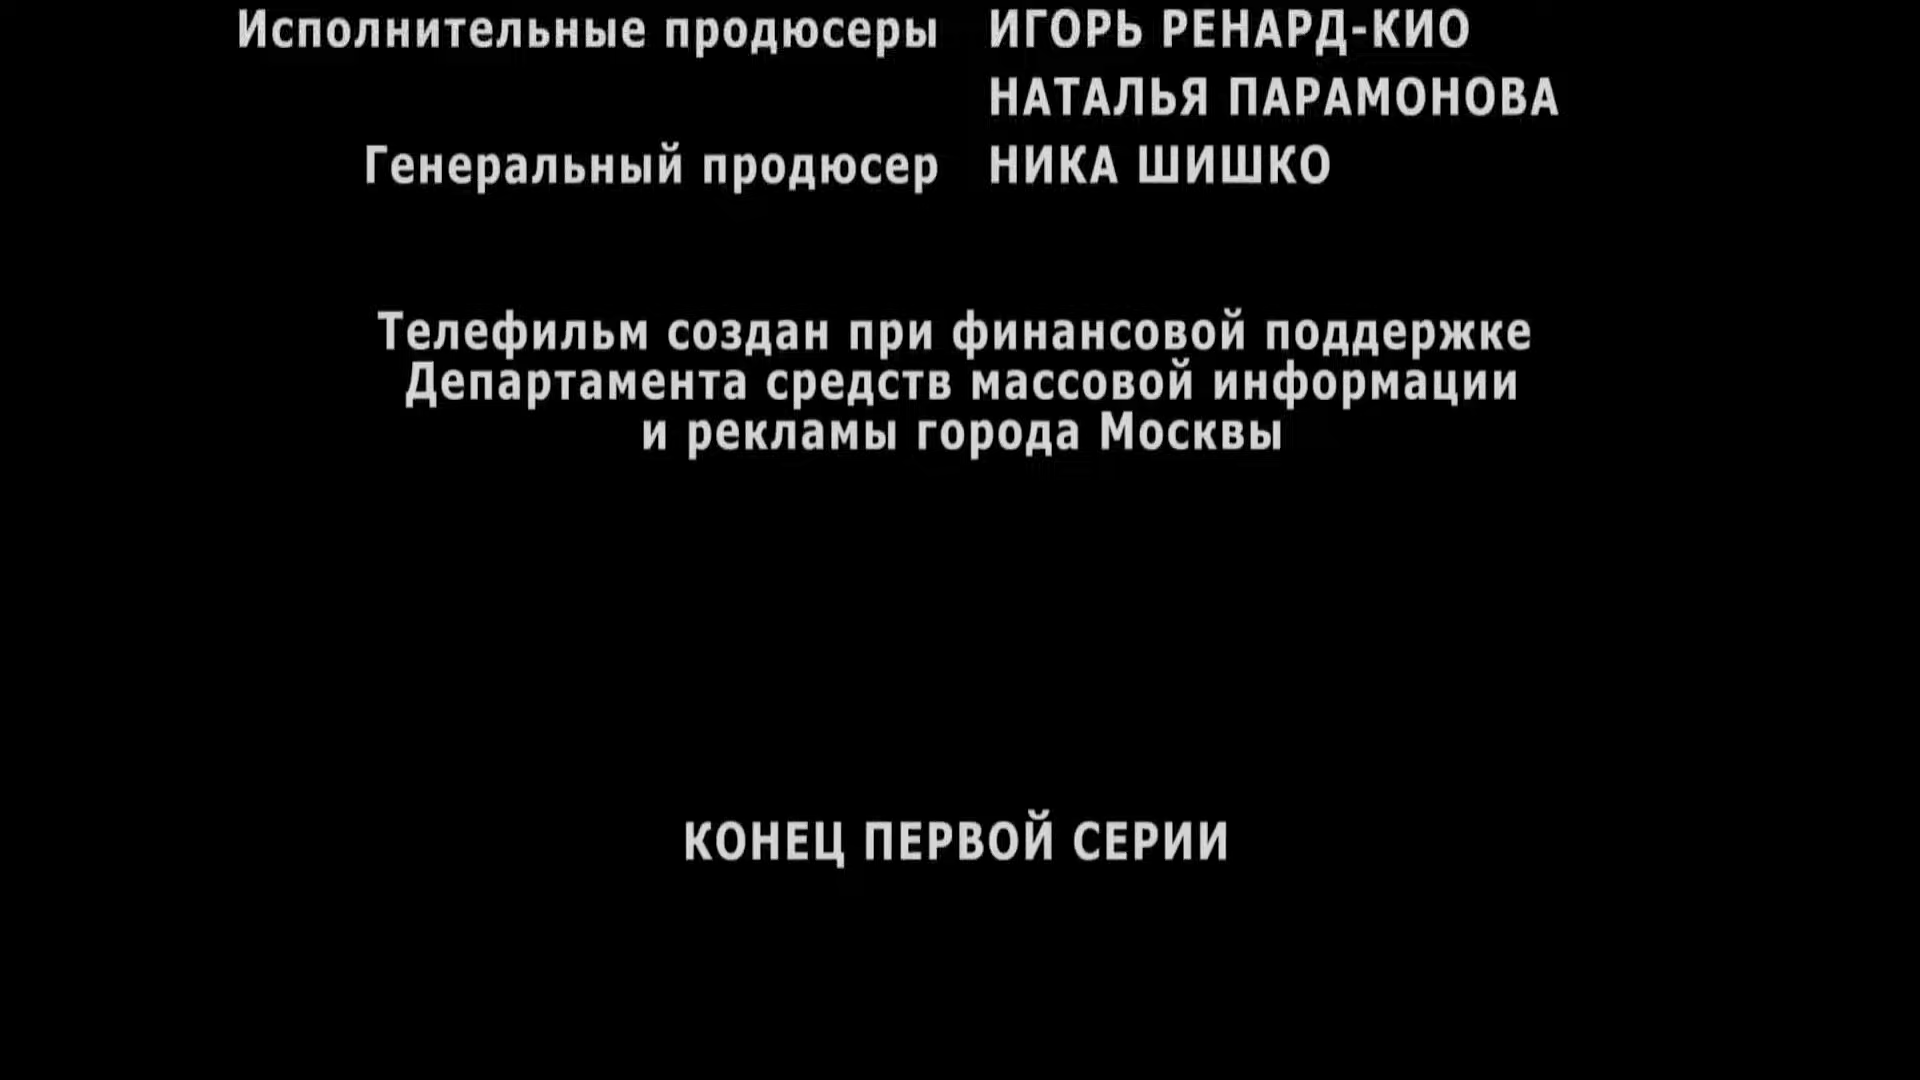 Исполнительные продюсеры ИГОРЬ РЕНАРД-КИО
НАТАЛЬЯ ПАРАМОНОВА
Генеральный продюсер НИКА ШИШКО
Телефильм создан при финансовой поддержке
Департамента средств массовой информации
и рекламы города Москвы
КОНЕЦ ПЕРВОЙ СЕРИИ